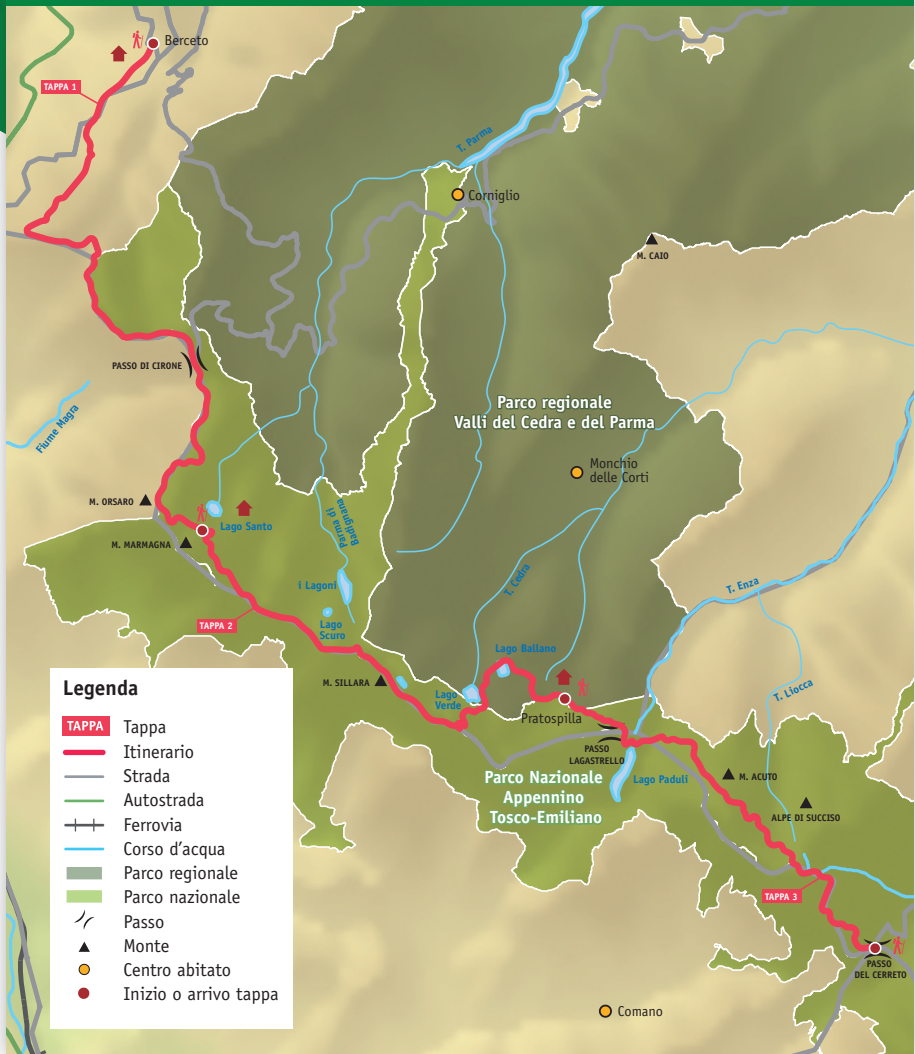 Berceto
TAPPA 1
T. Parma
Corniglio
M. CAIO
PASSO DI CIRONE
Fiume Magra
Parco regionale
Valli del Cedra e del Parma
Monchio
delle Corti
M. ORSARO
Lago Santo
Parma di
Badignana
M. MARMAGNA
i Lagoni
T. Cedra
T. Enza
TAPPA 2
Lago
Scuro
Lago Ballano
M. SILLARA
Lago
Verde
Pratospilla
T. Liocca
PASSO
LAGASTRELLO
Parco Nazionale
Appennino
Tosco-Emiliano
Lago Paduli
M. ACUTO
ALPE DI SUCCISO
TAPPA 3
PASSO
DEL CERRETO
Comano
Legenda
TAPPA Tappa
Itinerario
Strada
Autostrada
Ferrovia
Corso d'acqua
Parco regionale
Parco nazionale
Passo
Monte
Centro abitato
Inizio o arrivo tappa